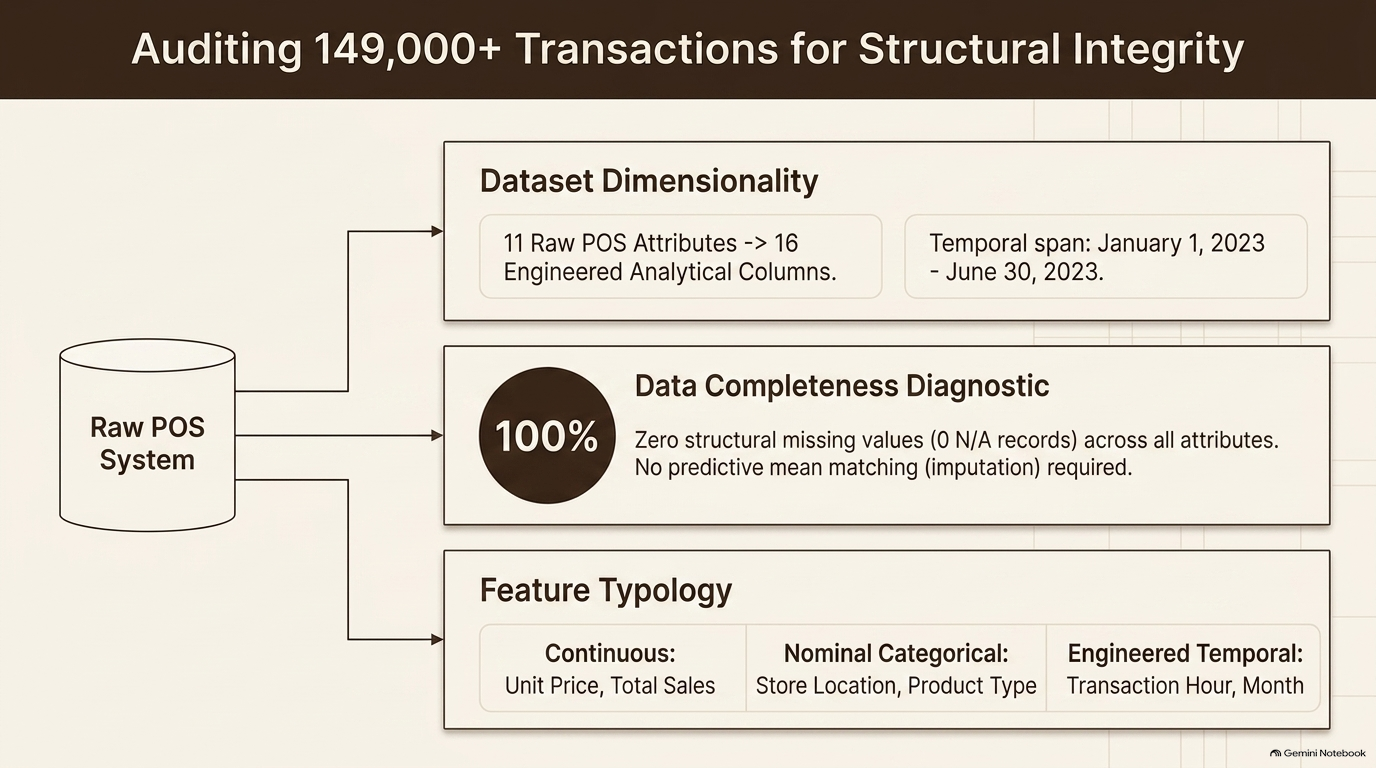 Auditing 149,000+ Transactions for Structural Integrity
Raw POS
System
Dataset Dimensionality
11 Raw POS Attributes -> 16
Engineered Analytical Columns.
Temporal span: January 1, 2023
- June 30, 2023.
100%
Data Completeness Diagnostic
Zero structural missing values (0 N/A records) across all attributes.
No predictive mean matching (imputation) required.
Feature Typology
Continuous:
Unit Price, Total Sales
Nominal Categorical:
Store Location, Product Type
Engineered Temporal:
Transaction Hour, Month
Gemini Notebook